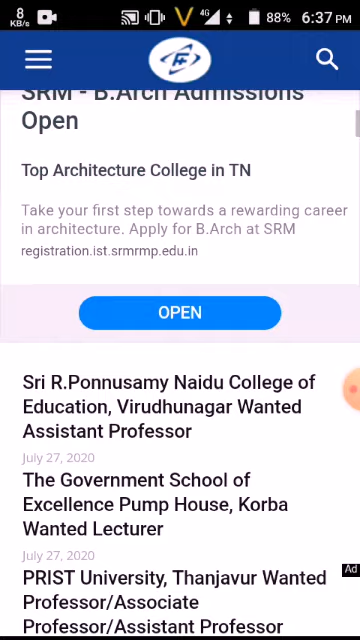 8
KB/s
4G
88%
6:37 PM
SRM - B.Arch Admissions
Open
Top Architecture College in TN
Take your first step towards a rewarding career
in architecture. Apply for B.Arch at SRM
registration.ist.srmrmp.edu.in
OPEN
Sri R.Ponnusamy Naidu College of
Education, Virudhunagar Wanted
Assistant Professor
July 27, 2020
The Government School of
Excellence Pump House, Korba
Wanted Lecturer
July 27, 2020
Ad
PRIST University, Thanjavur Wanted
Professor/Associate
Professor/Assistant Professor